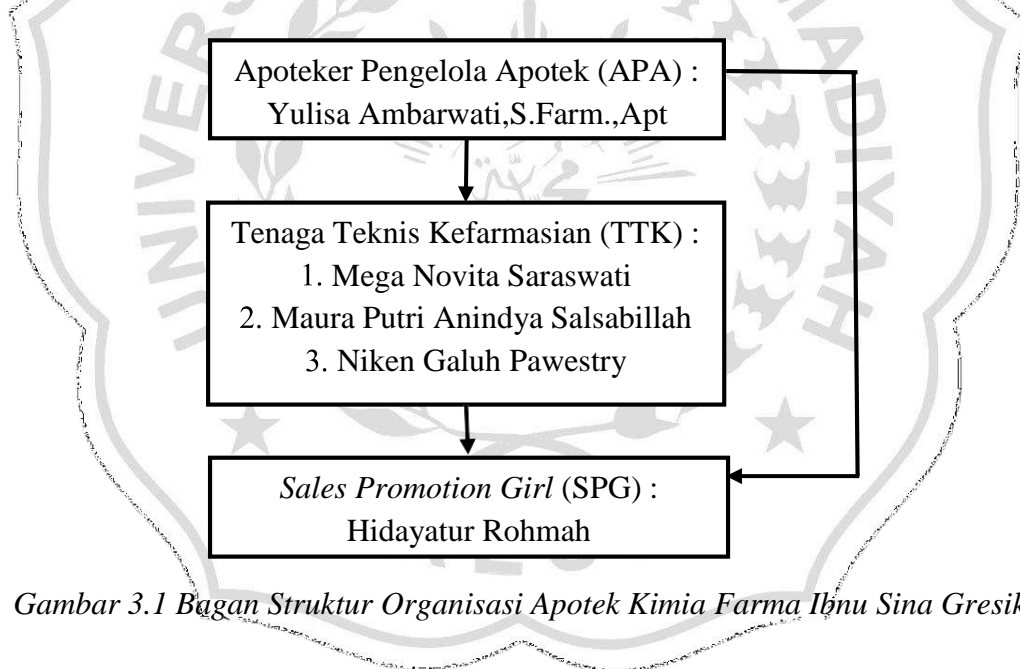 Apoteker Pengelola Apotek (APA) :
Yulisa Ambarwati,S.Farm.,Apt
Tenaga Teknis Kefarmasian (TTK) :
1. Mega Novita Saraswati
2. Maura Putri Anindya Salsabillah
3. Niken Galuh Pawestry
Sales Promotion Girl (SPG) :
Hidayatur Rohmah
Gambar 3.1 Bagan Struktur Organisasi Apotek Kimia Farma Ibnu Sina Gresik